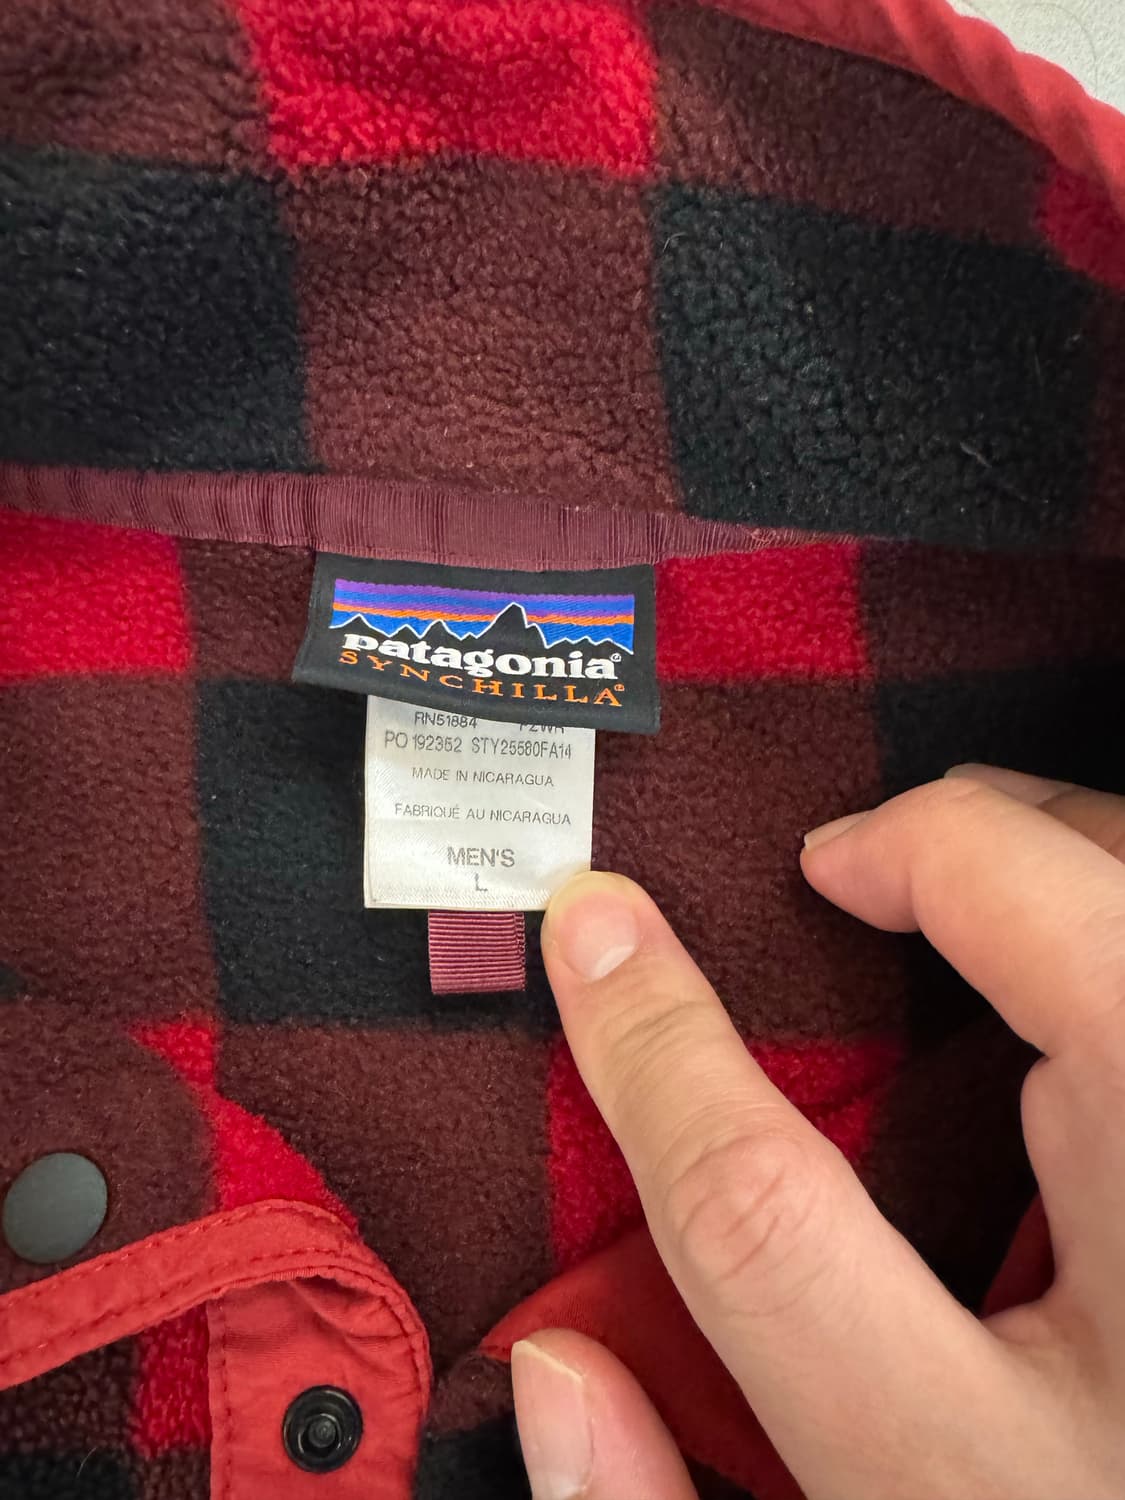 patagonia®
SYNCHILLA®
RN51884
PO 192352 STY25580FA14
MADE IN NICARAGUA
FABRIQUÉ AU NICARAGUA
MEN'S
L